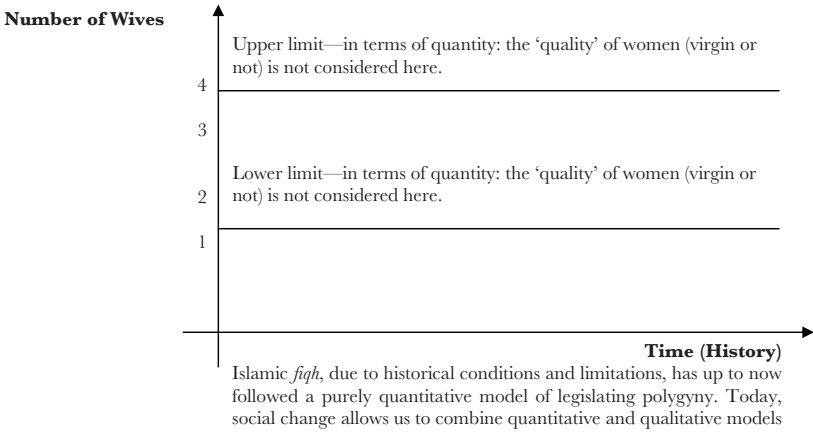 Number of Wives
Upper limit—in terms of quantity: the ‘quality’ of women (virgin or
not) is not considered here.
4
3
Lower limit—in terms of quantity: the ‘quality’ of women (virgin or
2
not) is not considered here.
1
Time (History)
Islamic fiqh, due to historical conditions and limitations, has up to now
followed a purely quantitative model of legislating polygyny. Today,
social change allows us to combine quantitative and qualitative models